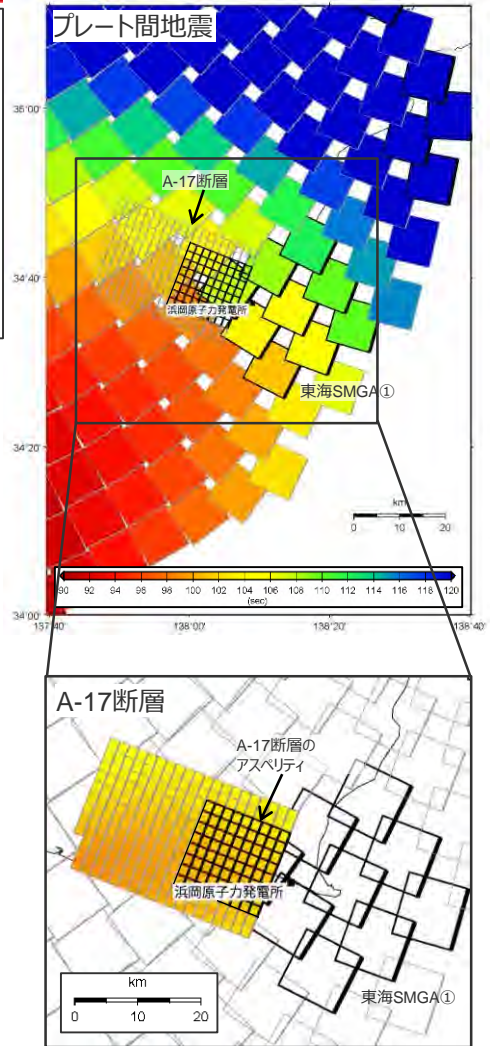 プレート間地震
35°00'
A-17断層
34°40'
浜岡原子力発電所
東海SMGA①
34°20'
km
0 10 20
90 92 94 96 98 100 102 104 106 108 110 112 114 116 118 120
(sec)
34°00'
137°40' 138°00' 138°20' 138°40'
A-17断層
A-17断層の
アスペリティ
浜岡原子力発電所
東海SMGA①
km
0 10 20